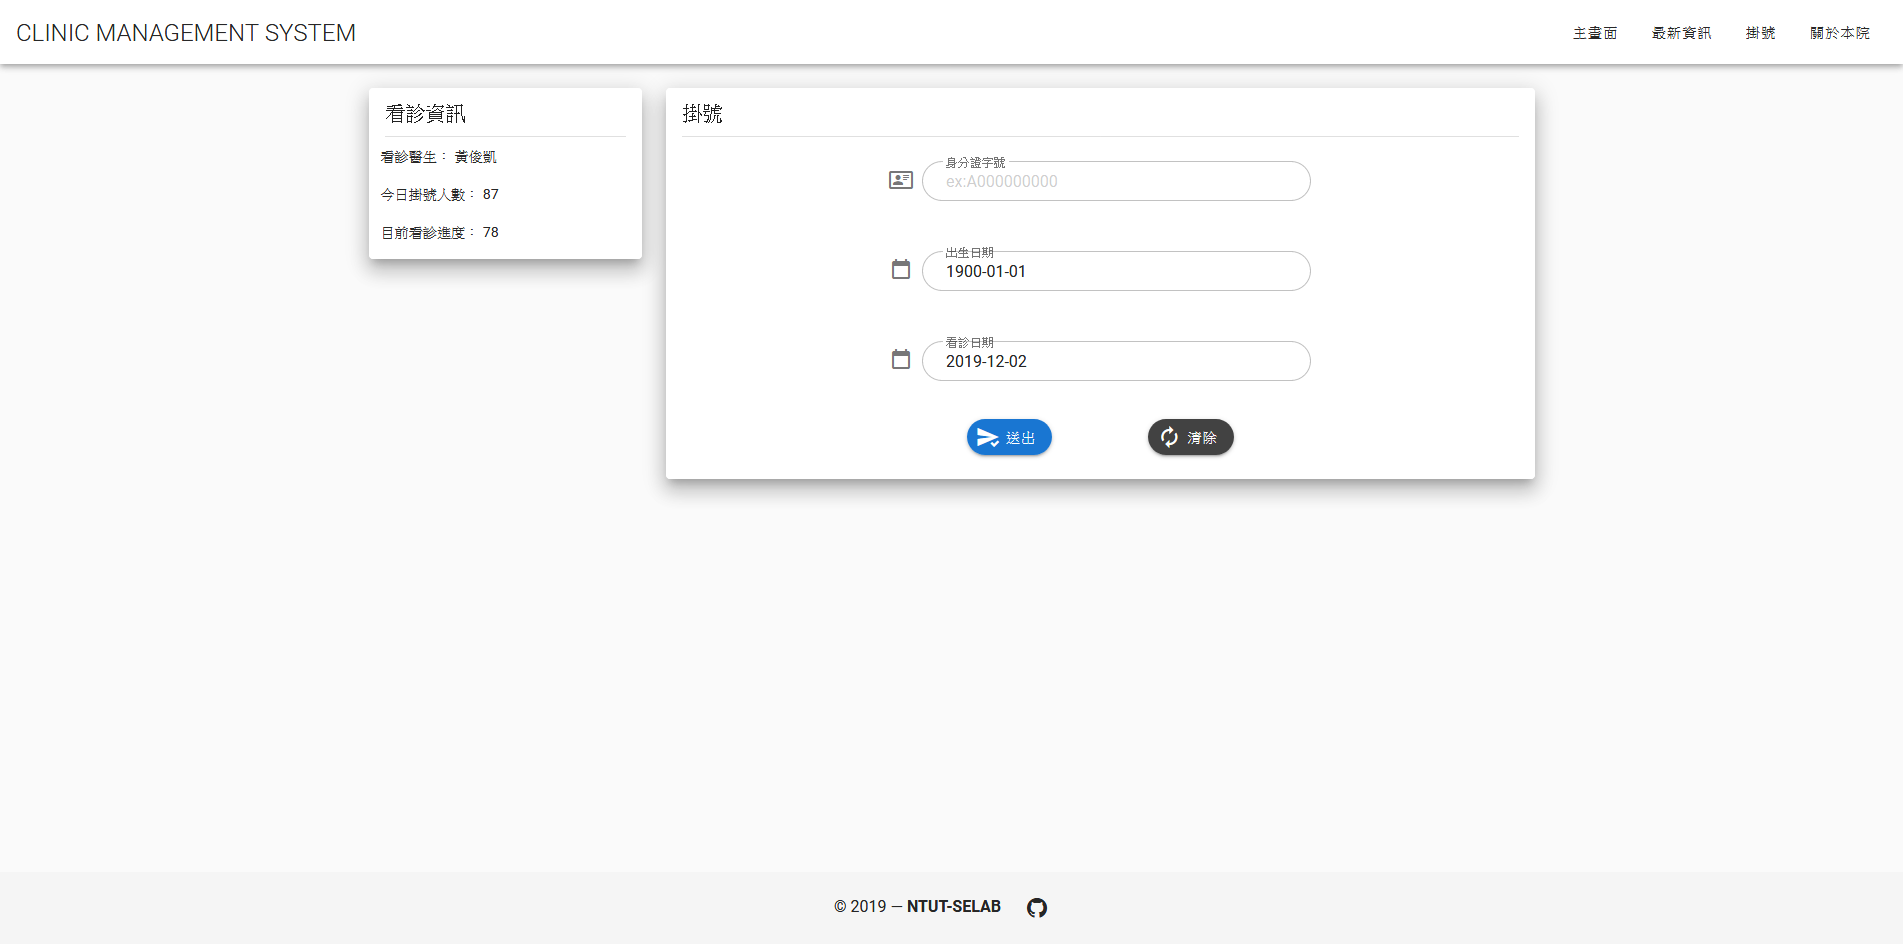 CLINIC MANAGEMENT SYSTEM
主畫面 最新資訊 掛號 關於本院
看診資訊
看診醫生： 黃俊凱
今日掛號人數： 87
目前看診進度： 78
掛號
身分證字號
ex:A000000000
出生日期
1900-01-01
看診日期
2019-12-02
送出 清除
© 2019 — NTUT-SELAB